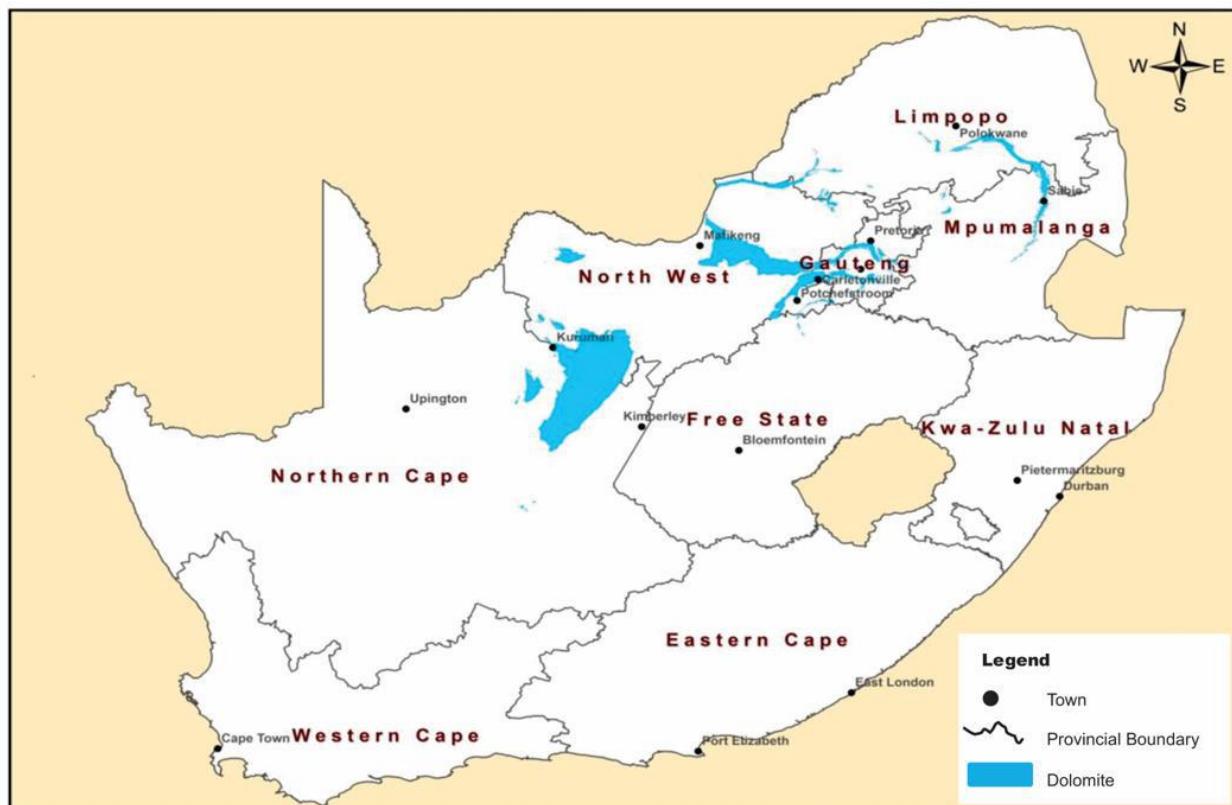 N
W E
S
Limpopo
Polokwane
Sabie
Mpumalanga
Pretoria
Mafikeng
Gauteng
North West
Carletonville
Potchefstroom
Kuruman
Upington
Kimberley
Free State
Bloemfontein
Kwa-Zulu Natal
Northern Cape
Pietermaritzburg
Durban
Eastern Cape
East London
Western Cape
Cape Town
Port Elizabeth
Legend
Town
Provincial Boundary
Dolomite